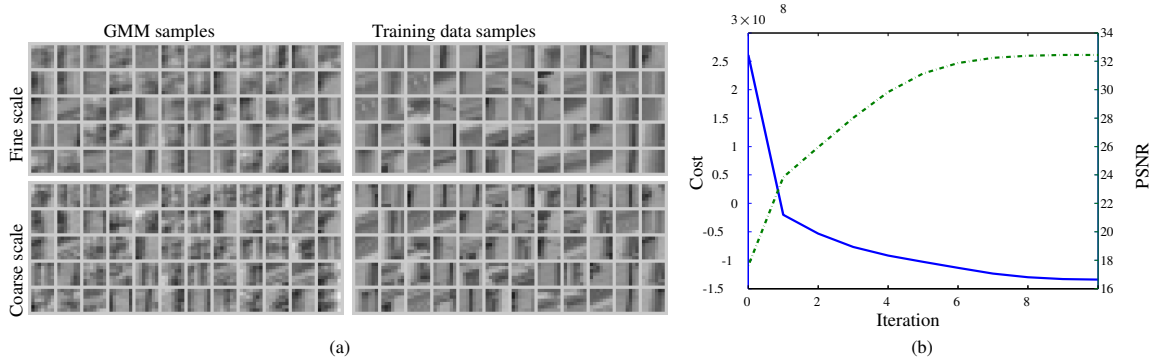 GMM samples
Training data samples
Fine scale
Coarse scale
(a)
8
3 × 10
2.5
2
1.5
1
0.5
0
-0.5
-1
-1.5
Cost
34
32
30
28
26
24
22
20
18
16
PSNR
0 2 4 6 8
Iteration
(b)